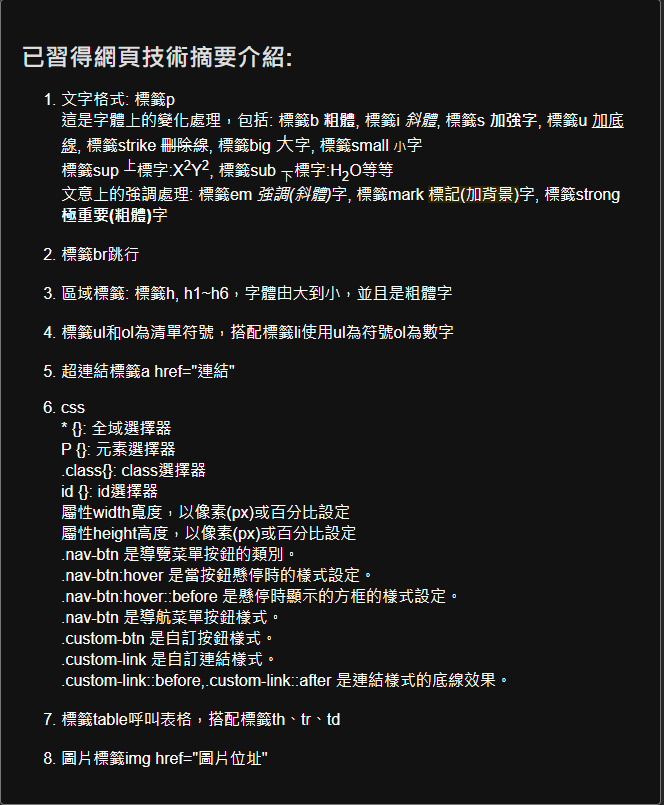 已習得網頁技術摘要介紹:
1. 文字格式: 標籤p
這是字體上的變化處理，包括: 標籤b 粗體, 標籤i 斜體, 標籤s 加強字, 標籤u 加底
線, 標籤strike 刪除線, 標籤big 大字, 標籤small 小字
標籤sup 上標字:X2Y2, 標籤sub 下標字:H2O等等
文意上的強調處理: 標籤em 強調(斜體)字, 標籤mark 標記(加背景)字, 標籤strong
極重要(粗體)字
2. 標籤br跳行
3. 區域標籤: 標籤h, h1~h6，字體由大到小，並且是粗體字
4. 標籤ul和ol為清單符號，搭配標籤li使用ul為符號ol為數字
5. 超連結標籤a href="連結"
6. css
* {}: 全域選擇器
P {}: 元素選擇器
.class{}: class選擇器
id {}: id選擇器
屬性width寬度，以像素(px)或百分比設定
屬性height高度，以像素(px)或百分比設定
.nav-btn 是導覽菜單按鈕的類別。
.nav-btn:hover 是當按鈕懸停時的樣式設定。
.nav-btn:hover::before 是懸停時顯示的方框的樣式設定。
.nav-btn 是導航菜單按鈕樣式。
.custom-btn 是自訂按鈕樣式。
.custom-link 是自訂連結樣式。
.custom-link::before,.custom-link::after 是連結樣式的底線效果。
7. 標籤table呼叫表格，搭配標籤th、tr、td
8. 圖片標籤img href="圖片位址"